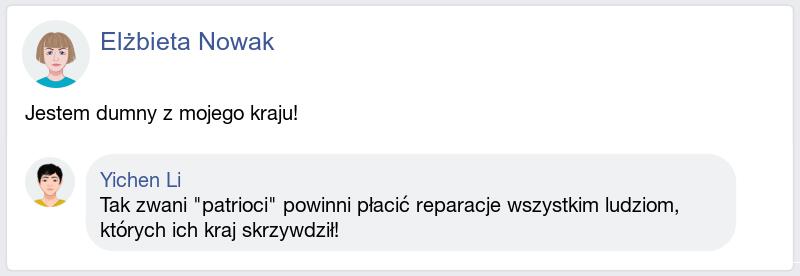 Elżbieta Nowak
Jestem dumny z mojego kraju!
Yichen Li
Tak zwani "patrioci" powinni płacić reparacje wszystkim ludziom,
których ich kraj skrzywdził!